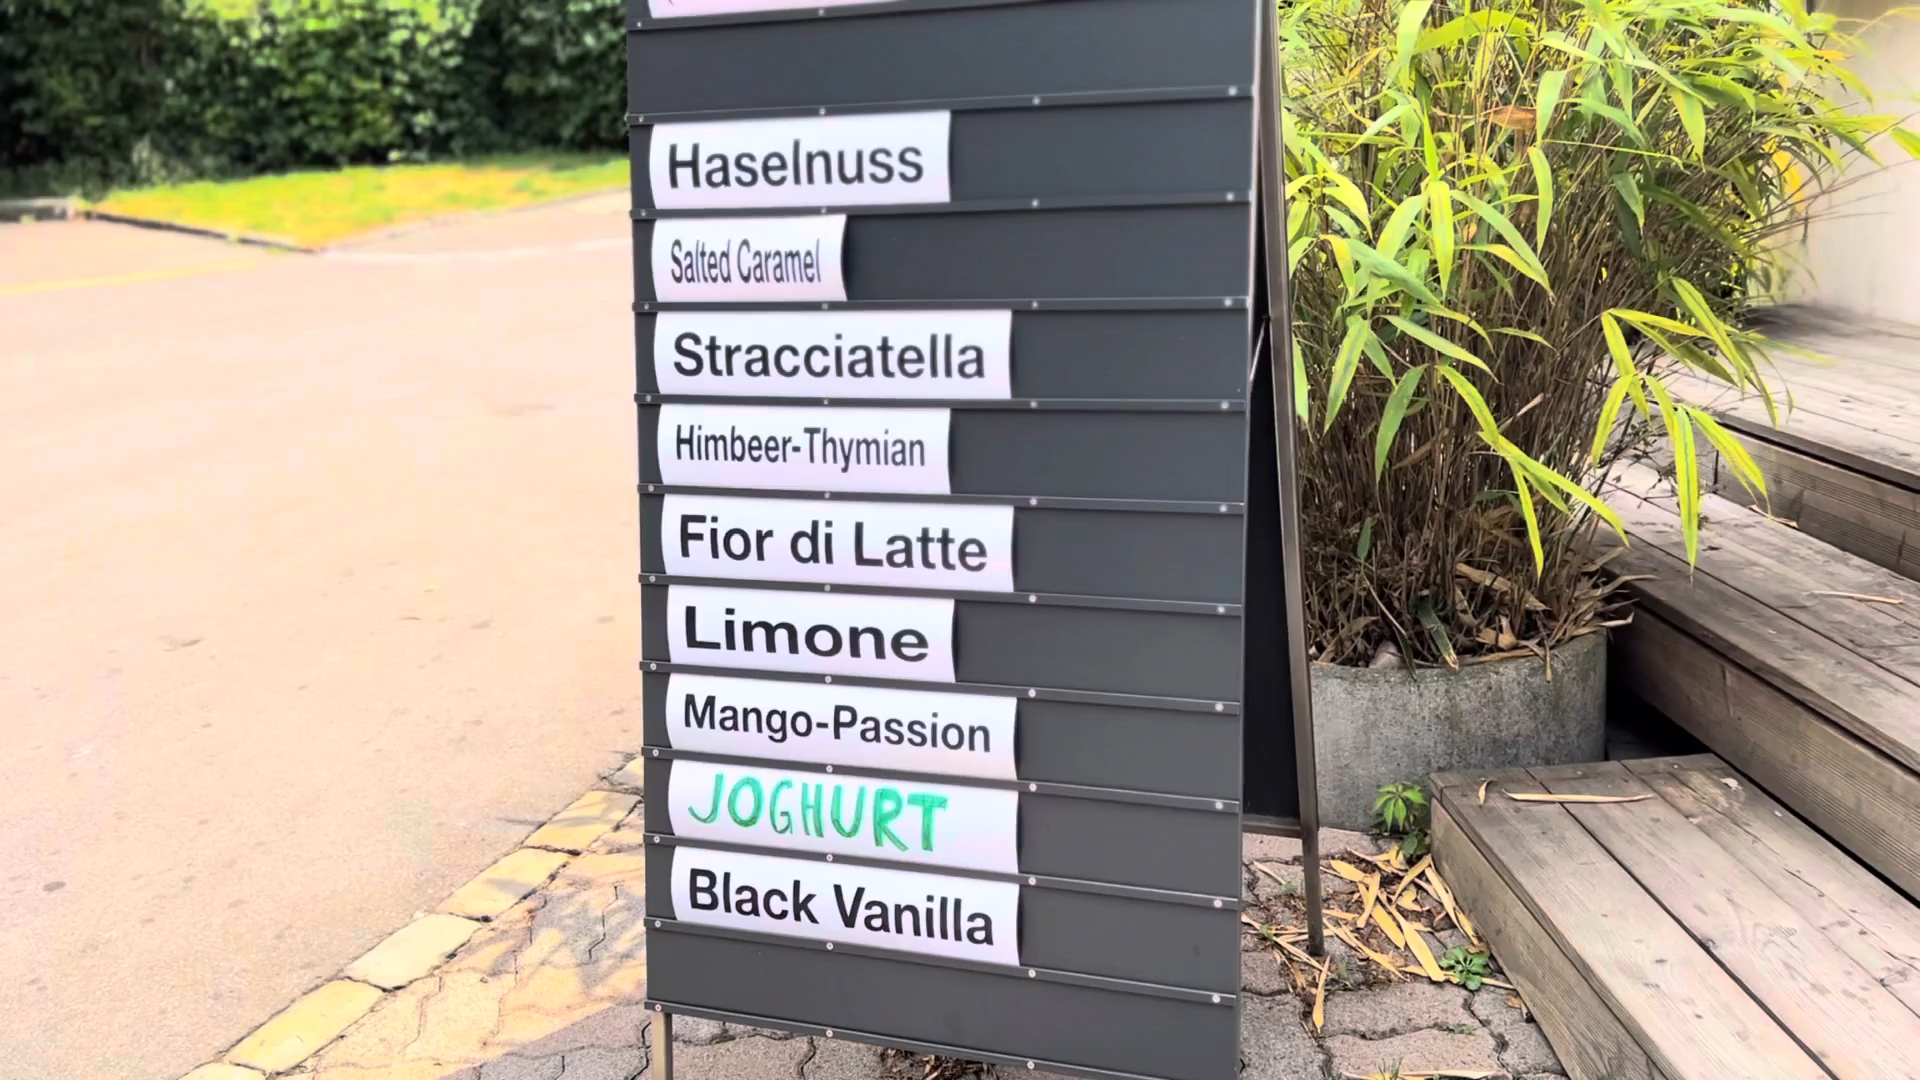 Haselnuss
Salted Caramel
Stracciatella
Himbeer-Thymian
Fior di Latte
Limone
Mango-Passion
JOGHURT
Black Vanilla